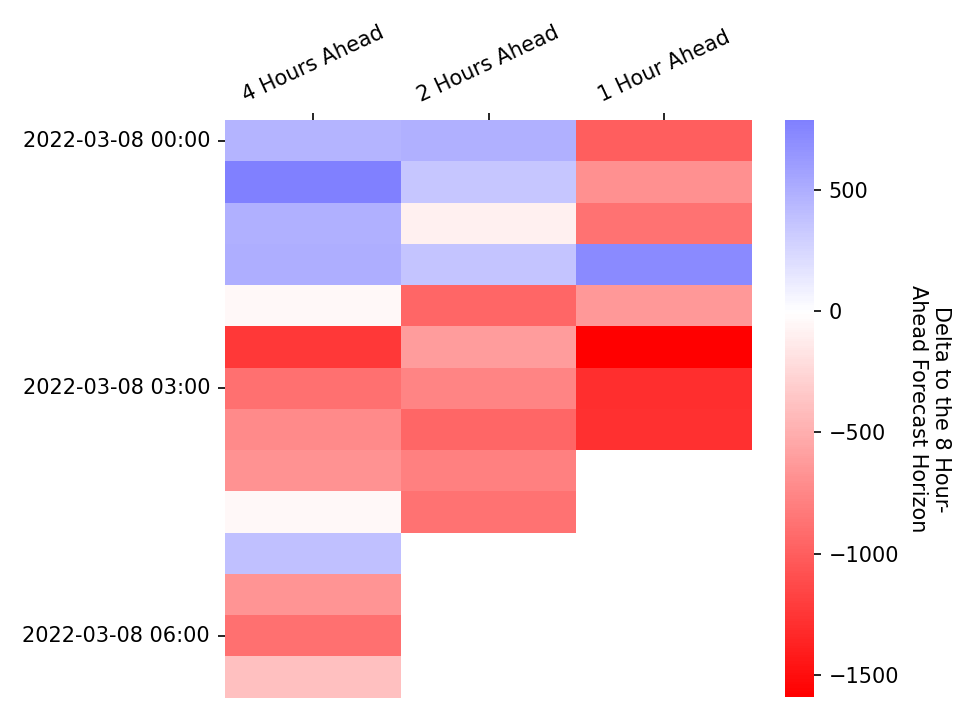 4 Hours Ahead
2 Hours Ahead
1 Hour Ahead
2022-03-08 00:00
2022-03-08 03:00
2022-03-08 06:00
500
0
−500
−1000
−1500
Delta to the 8 Hour-
Ahead Forecast Horizon